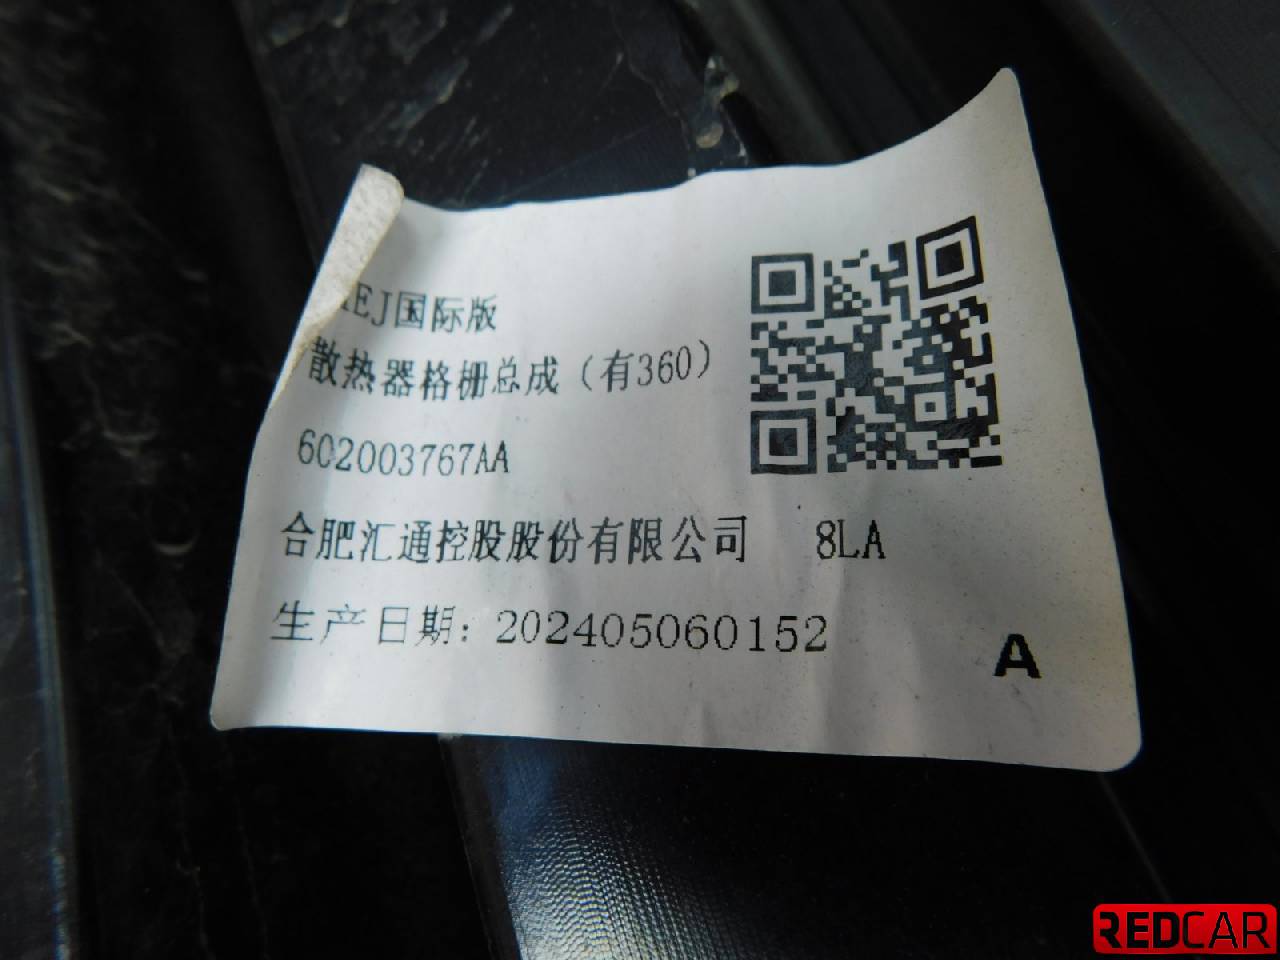 EJ国际版
散热器格栅总成（有360）
602003767AA
合肥汇通控股股份有限公司 8LA
生产日期：202405060152
A
REDCAR